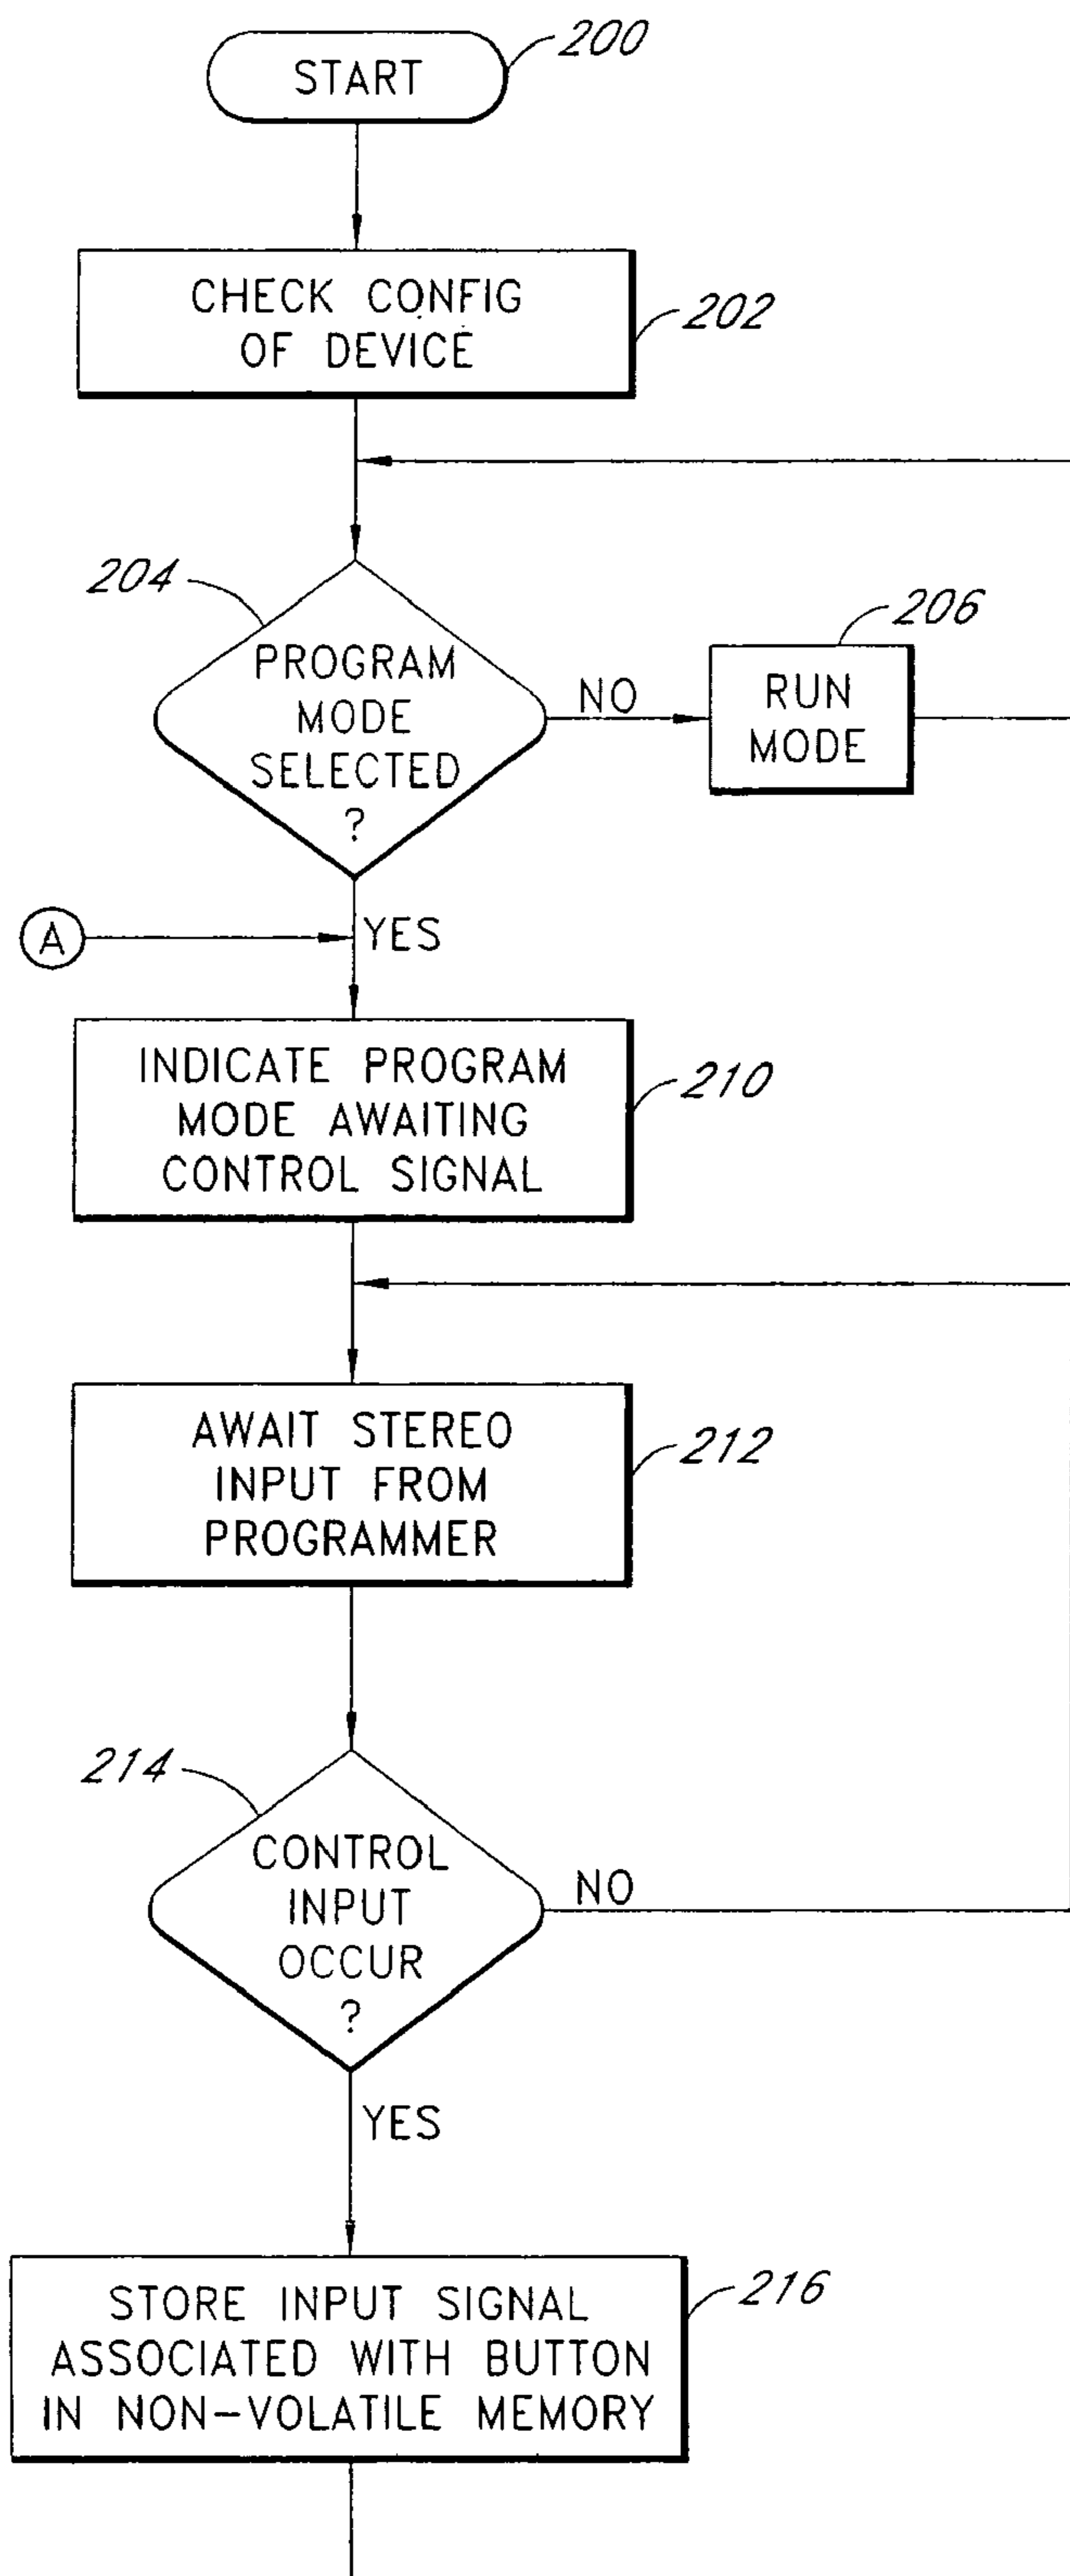 START
200
CHECK CONFIG
OF DEVICE
202
204
PROGRAM
MODE
SELECTED
?
NO
206
RUN
MODE
A
YES
INDICATE PROGRAM
MODE AWAITING
CONTROL SIGNAL
210
AWAIT STEREO
INPUT FROM
PROGRAMMER
212
214
CONTROL
INPUT
OCCUR
?
NO
YES
STORE INPUT SIGNAL
ASSOCIATED WITH BUTTON
IN NON-VOLATILE MEMORY
216